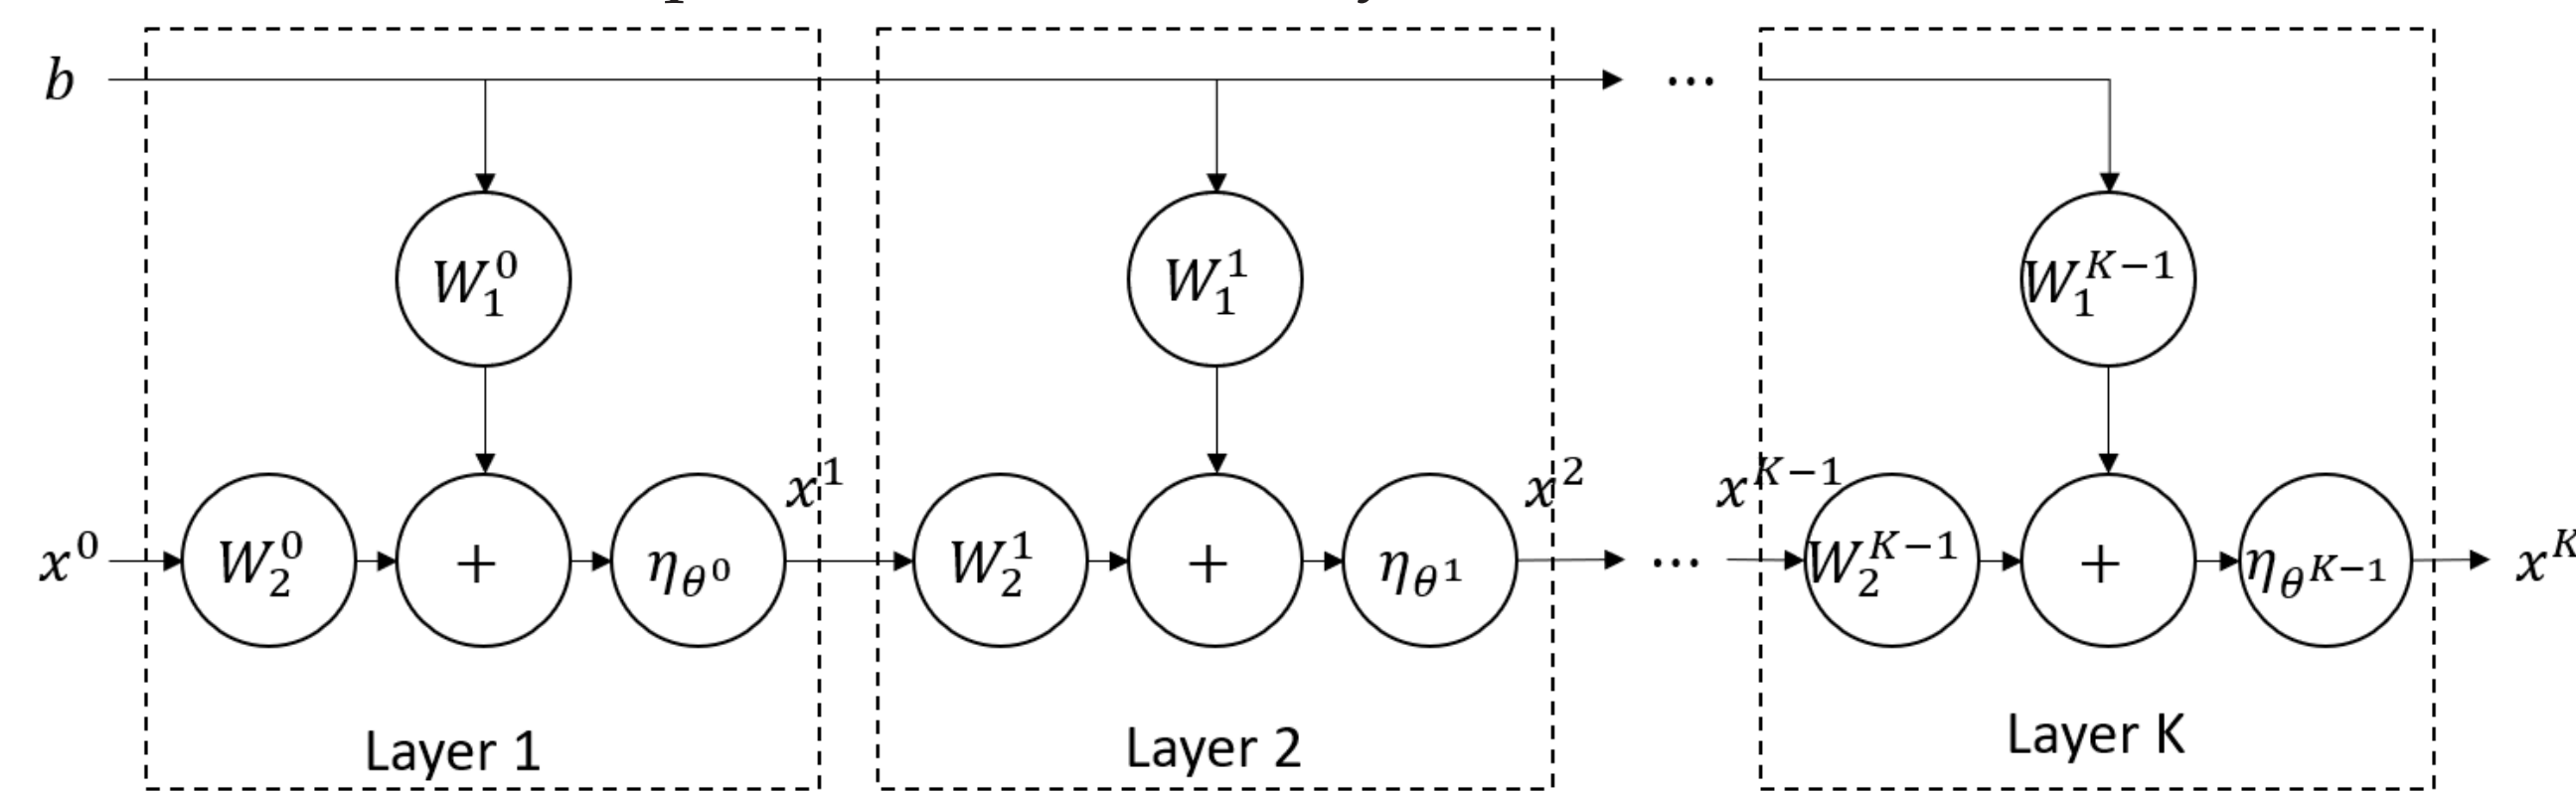 b ...
W_1^0 W_1^1 W_1^{K-1}
x^1 x^2 x^{K-1}
x^0 W_2^0 + η_{θ^0} W_2^1 + η_{θ^1} ... W_2^{K-1} + η_{θ^{K-1}} x^K
Layer 1 Layer 2 Layer K